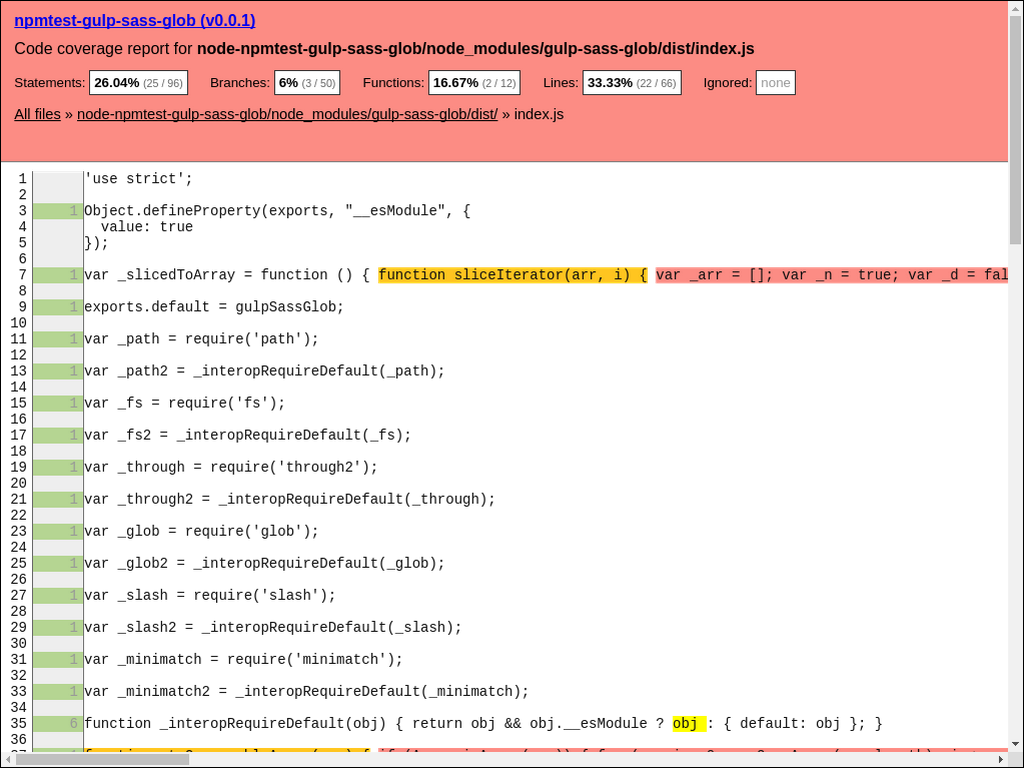 npmtest-gulp-sass-glob (v0.0.1)
Code coverage report for node-npmtest-gulp-sass-glob/node_modules/gulp-sass-glob/dist/index.js
Statements: 26.04% (25 / 96) Branches: 6% (3 / 50) Functions: 16.67% (2 / 12) Lines: 33.33% (22 / 66) Ignored: none
All files » node-npmtest-gulp-sass-glob/node_modules/gulp-sass-glob/dist/ » index.js
1 'use strict';
2
3 1 Object.defineProperty(exports, "__esModule", {
4 value: true
5 });
6
7 1 var _slicedToArray = function () { function sliceIterator(arr, i) { var _arr = []; var _n = true; var _d = fal
8
9 1 exports.default = gulpSassGlob;
10
11 1 var _path = require('path');
12
13 1 var _path2 = _interopRequireDefault(_path);
14
15 1 var _fs = require('fs');
16
17 1 var _fs2 = _interopRequireDefault(_fs);
18
19 1 var _through = require('through2');
20
21 1 var _through2 = _interopRequireDefault(_through);
22
23 1 var _glob = require('glob');
24
25 1 var _glob2 = _interopRequireDefault(_glob);
26
27 1 var _slash = require('slash');
28
29 1 var _slash2 = _interopRequireDefault(_slash);
30
31 1 var _minimatch = require('minimatch');
32
33 1 var _minimatch2 = _interopRequireDefault(_minimatch);
34
35 6 function _interopRequireDefault(obj) { return obj && obj.__esModule ? obj : { default: obj }; }
36